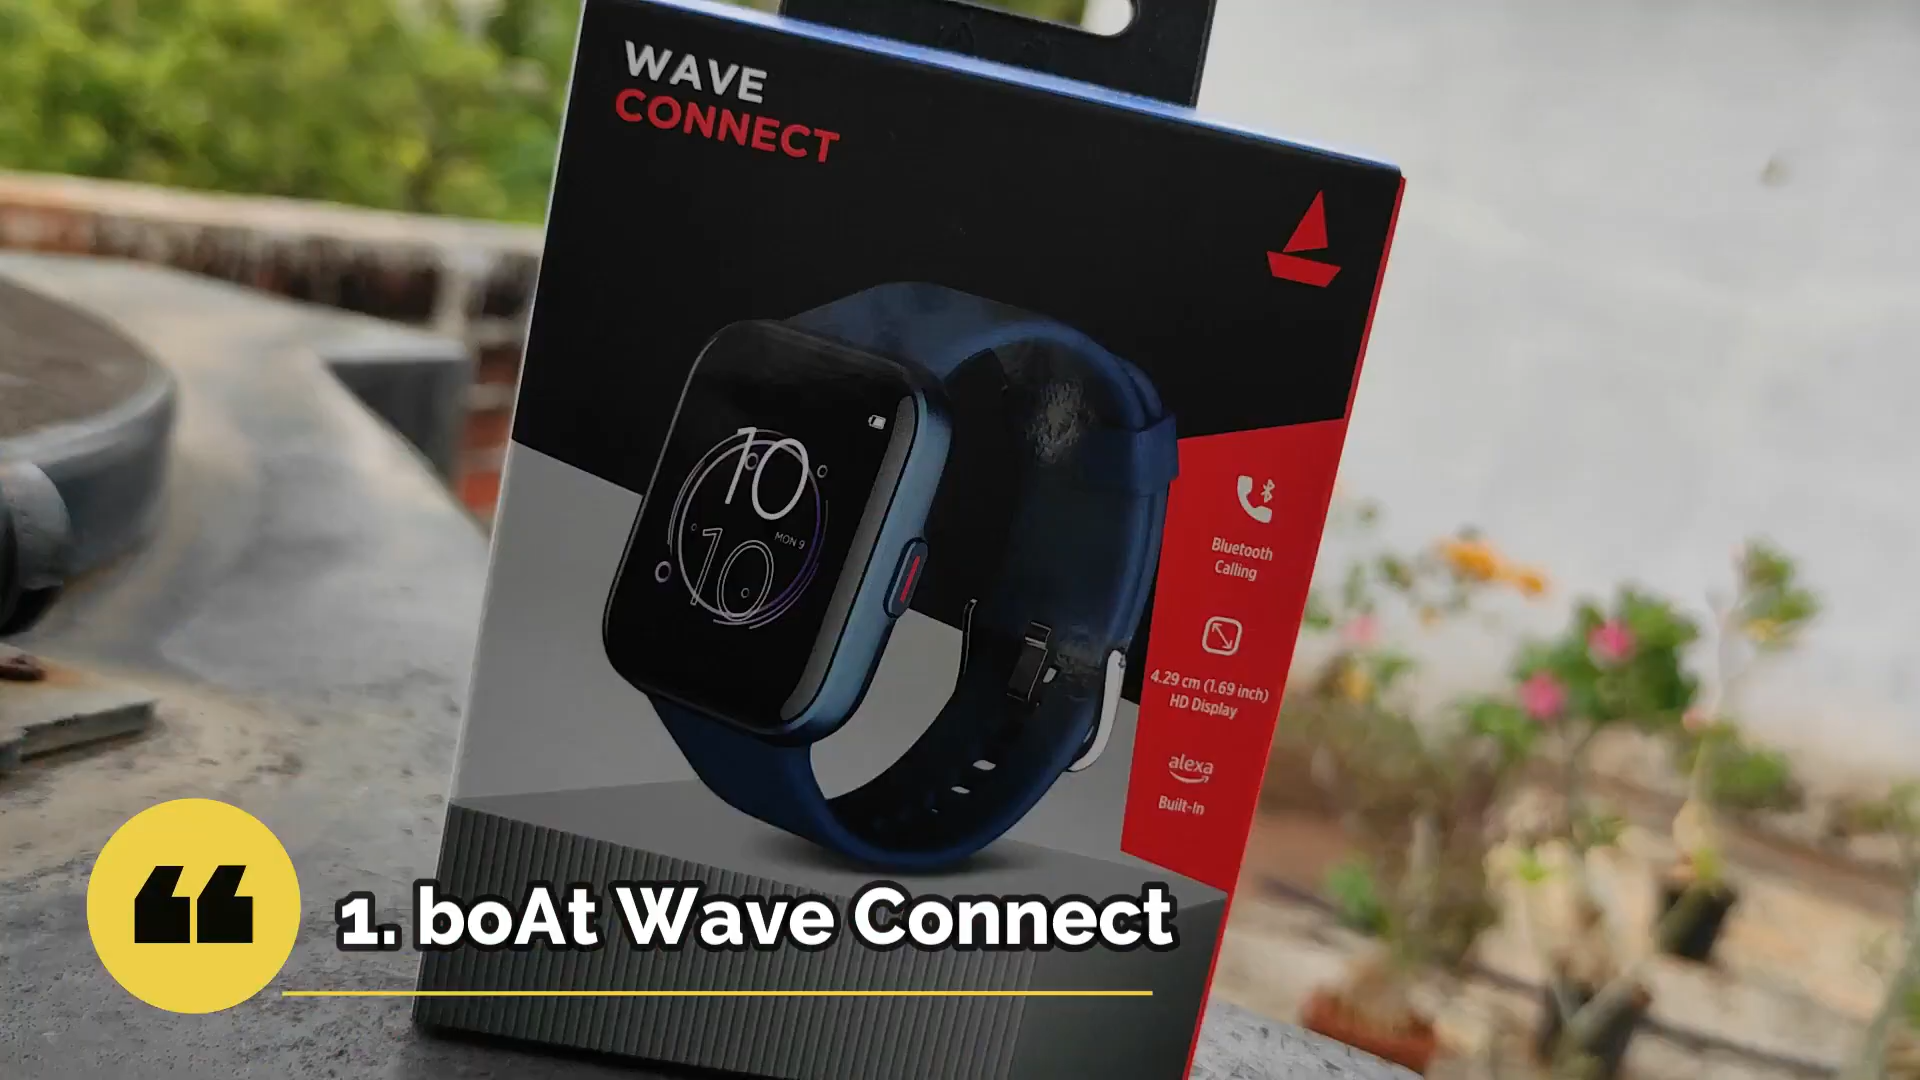 WAVE
CONNECT
10
MON 9
10
Bluetooth
Calling
4.29 cm (1.69 inch)
HD Display
alexa
Built-In
1. boAt Wave Connect